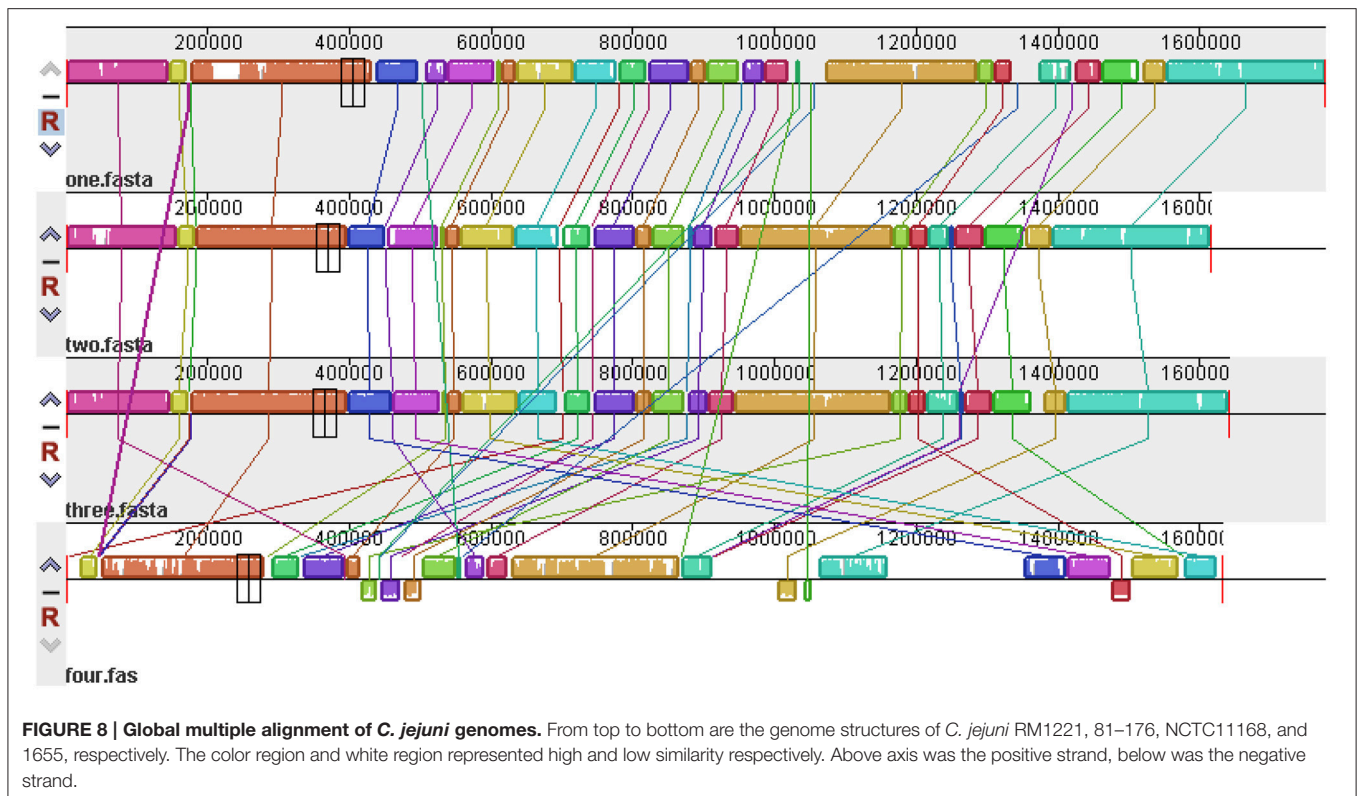 200000 400000 600000 800000 1000000 1200000 1400000 1600000
R
one.fasta
200000 400000 600000 800000 1000000 1200000 1400000 16000
R
two.fasta
200000 400000 600000 800000 1000000 1200000 1400000 160000
R
three.fasta
200000 400000 600000 800000 1000000 1200000 1400000 160000
R
four.fas
FIGURE 8 | Global multiple alignment of C. jejuni genomes. From top to bottom are the genome structures of C. jejuni RM1221, 81–176, NCTC11168, and
1655, respectively. The color region and white region represented high and low similarity respectively. Above axis was the positive strand, below was the negative
strand.